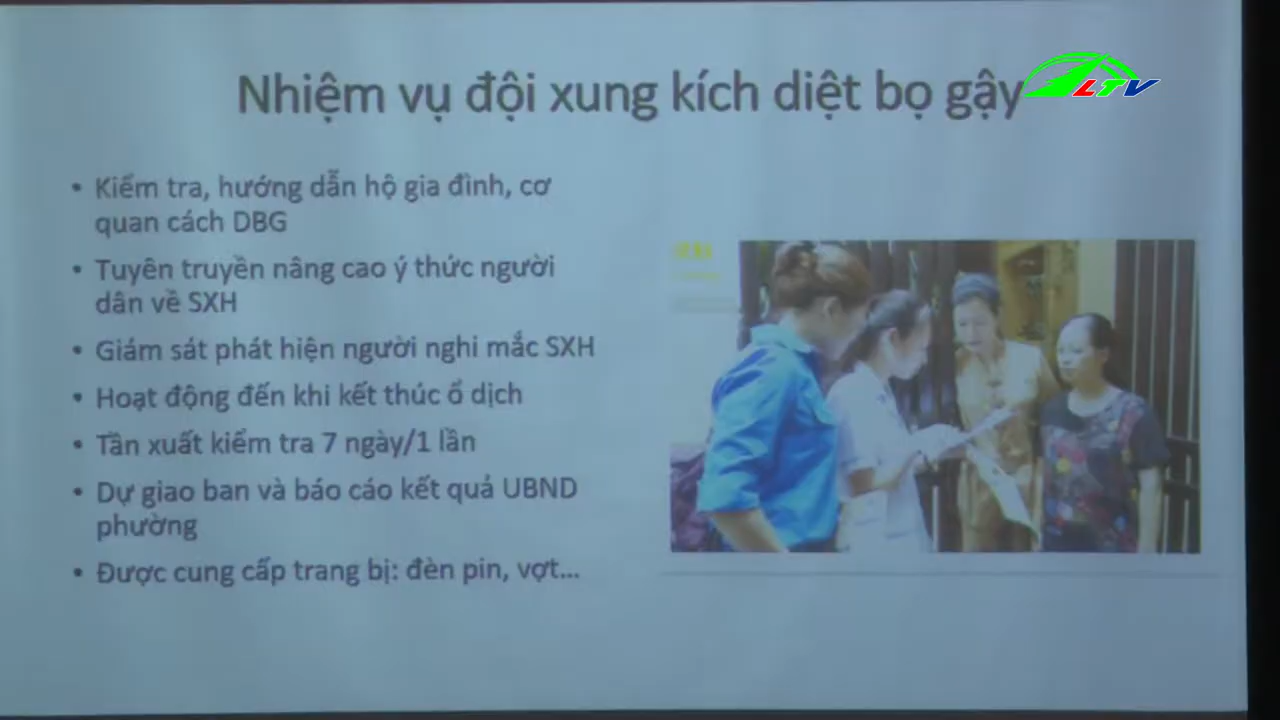 Nhiệm vụ đội xung kích diệt bọ gậy
LTV
• Kiểm tra, hướng dẫn hộ gia đình, cơ
quan cách DBG
• Tuyên truyền nâng cao ý thức người
dân về SXH
• Giám sát phát hiện người nghi mắc SXH
• Hoạt động đến khi kết thúc ổ dịch
• Tần xuất kiểm tra 7 ngày/1 lần
• Dự giao ban và báo cáo kết quả UBND
phường
• Được cung cấp trang bị: đèn pin, vợt...